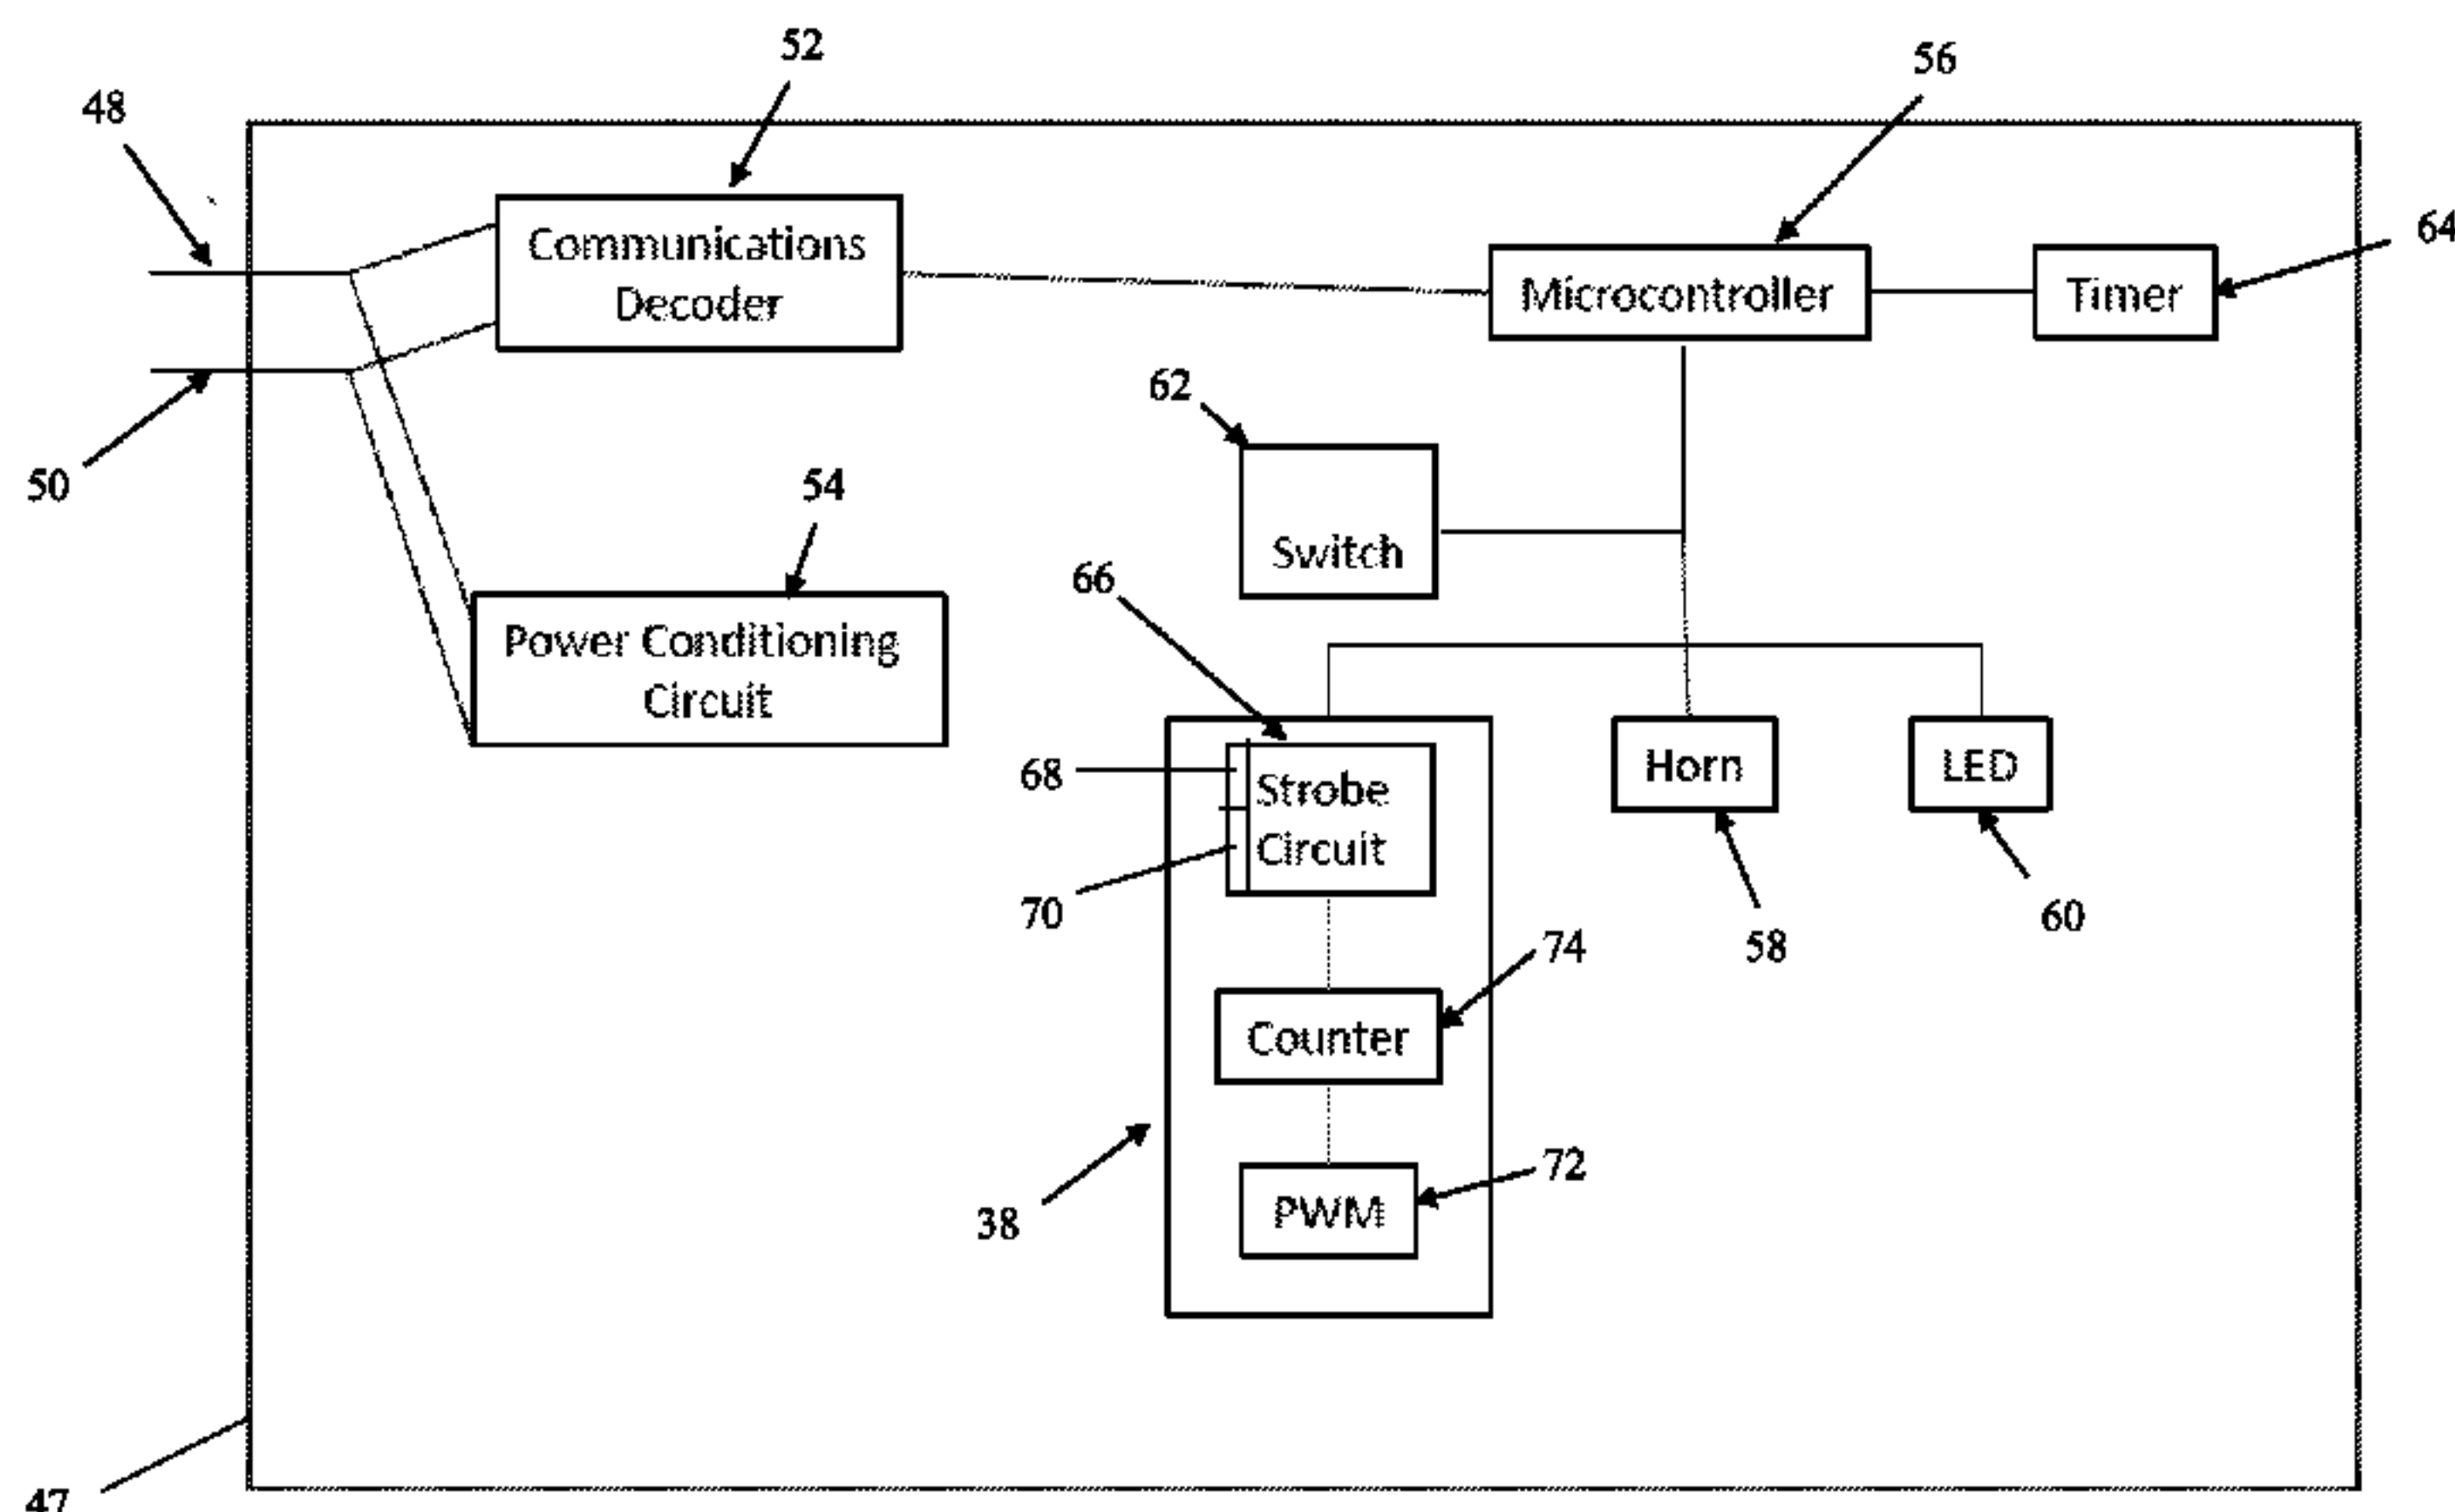 52
56
48
64
Communications
Decoder
Microcontroller
Timer
62
50
54
Switch
66
Power Conditioning
Circuit
68
Strobe
Circuit
Horn
LED
70
60
58
74
Counter
72
PWM
38
47